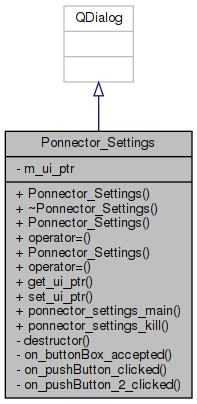 QDialog
Ponnector_Settings
- m_ui_ptr
+ Ponnector_Settings()
+ ~Ponnector_Settings()
+ Ponnector_Settings()
+ operator=()
+ Ponnector_Settings()
+ operator=()
+ get_ui_ptr()
+ set_ui_ptr()
+ ponnector_settings_main()
+ ponnector_settings_kill()
- destructor()
- on_buttonBox_accepted()
- on_pushButton_clicked()
- on_pushButton_2_clicked()